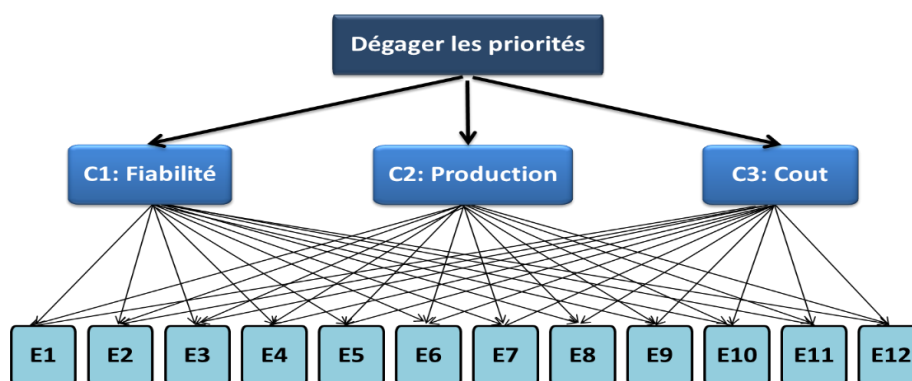 Dégager les priorités
C1: Fiabilité
C2: Production
C3: Cout
E1
E2
E3
E4
E5
E6
E7
E8
E9
E10
E11
E12